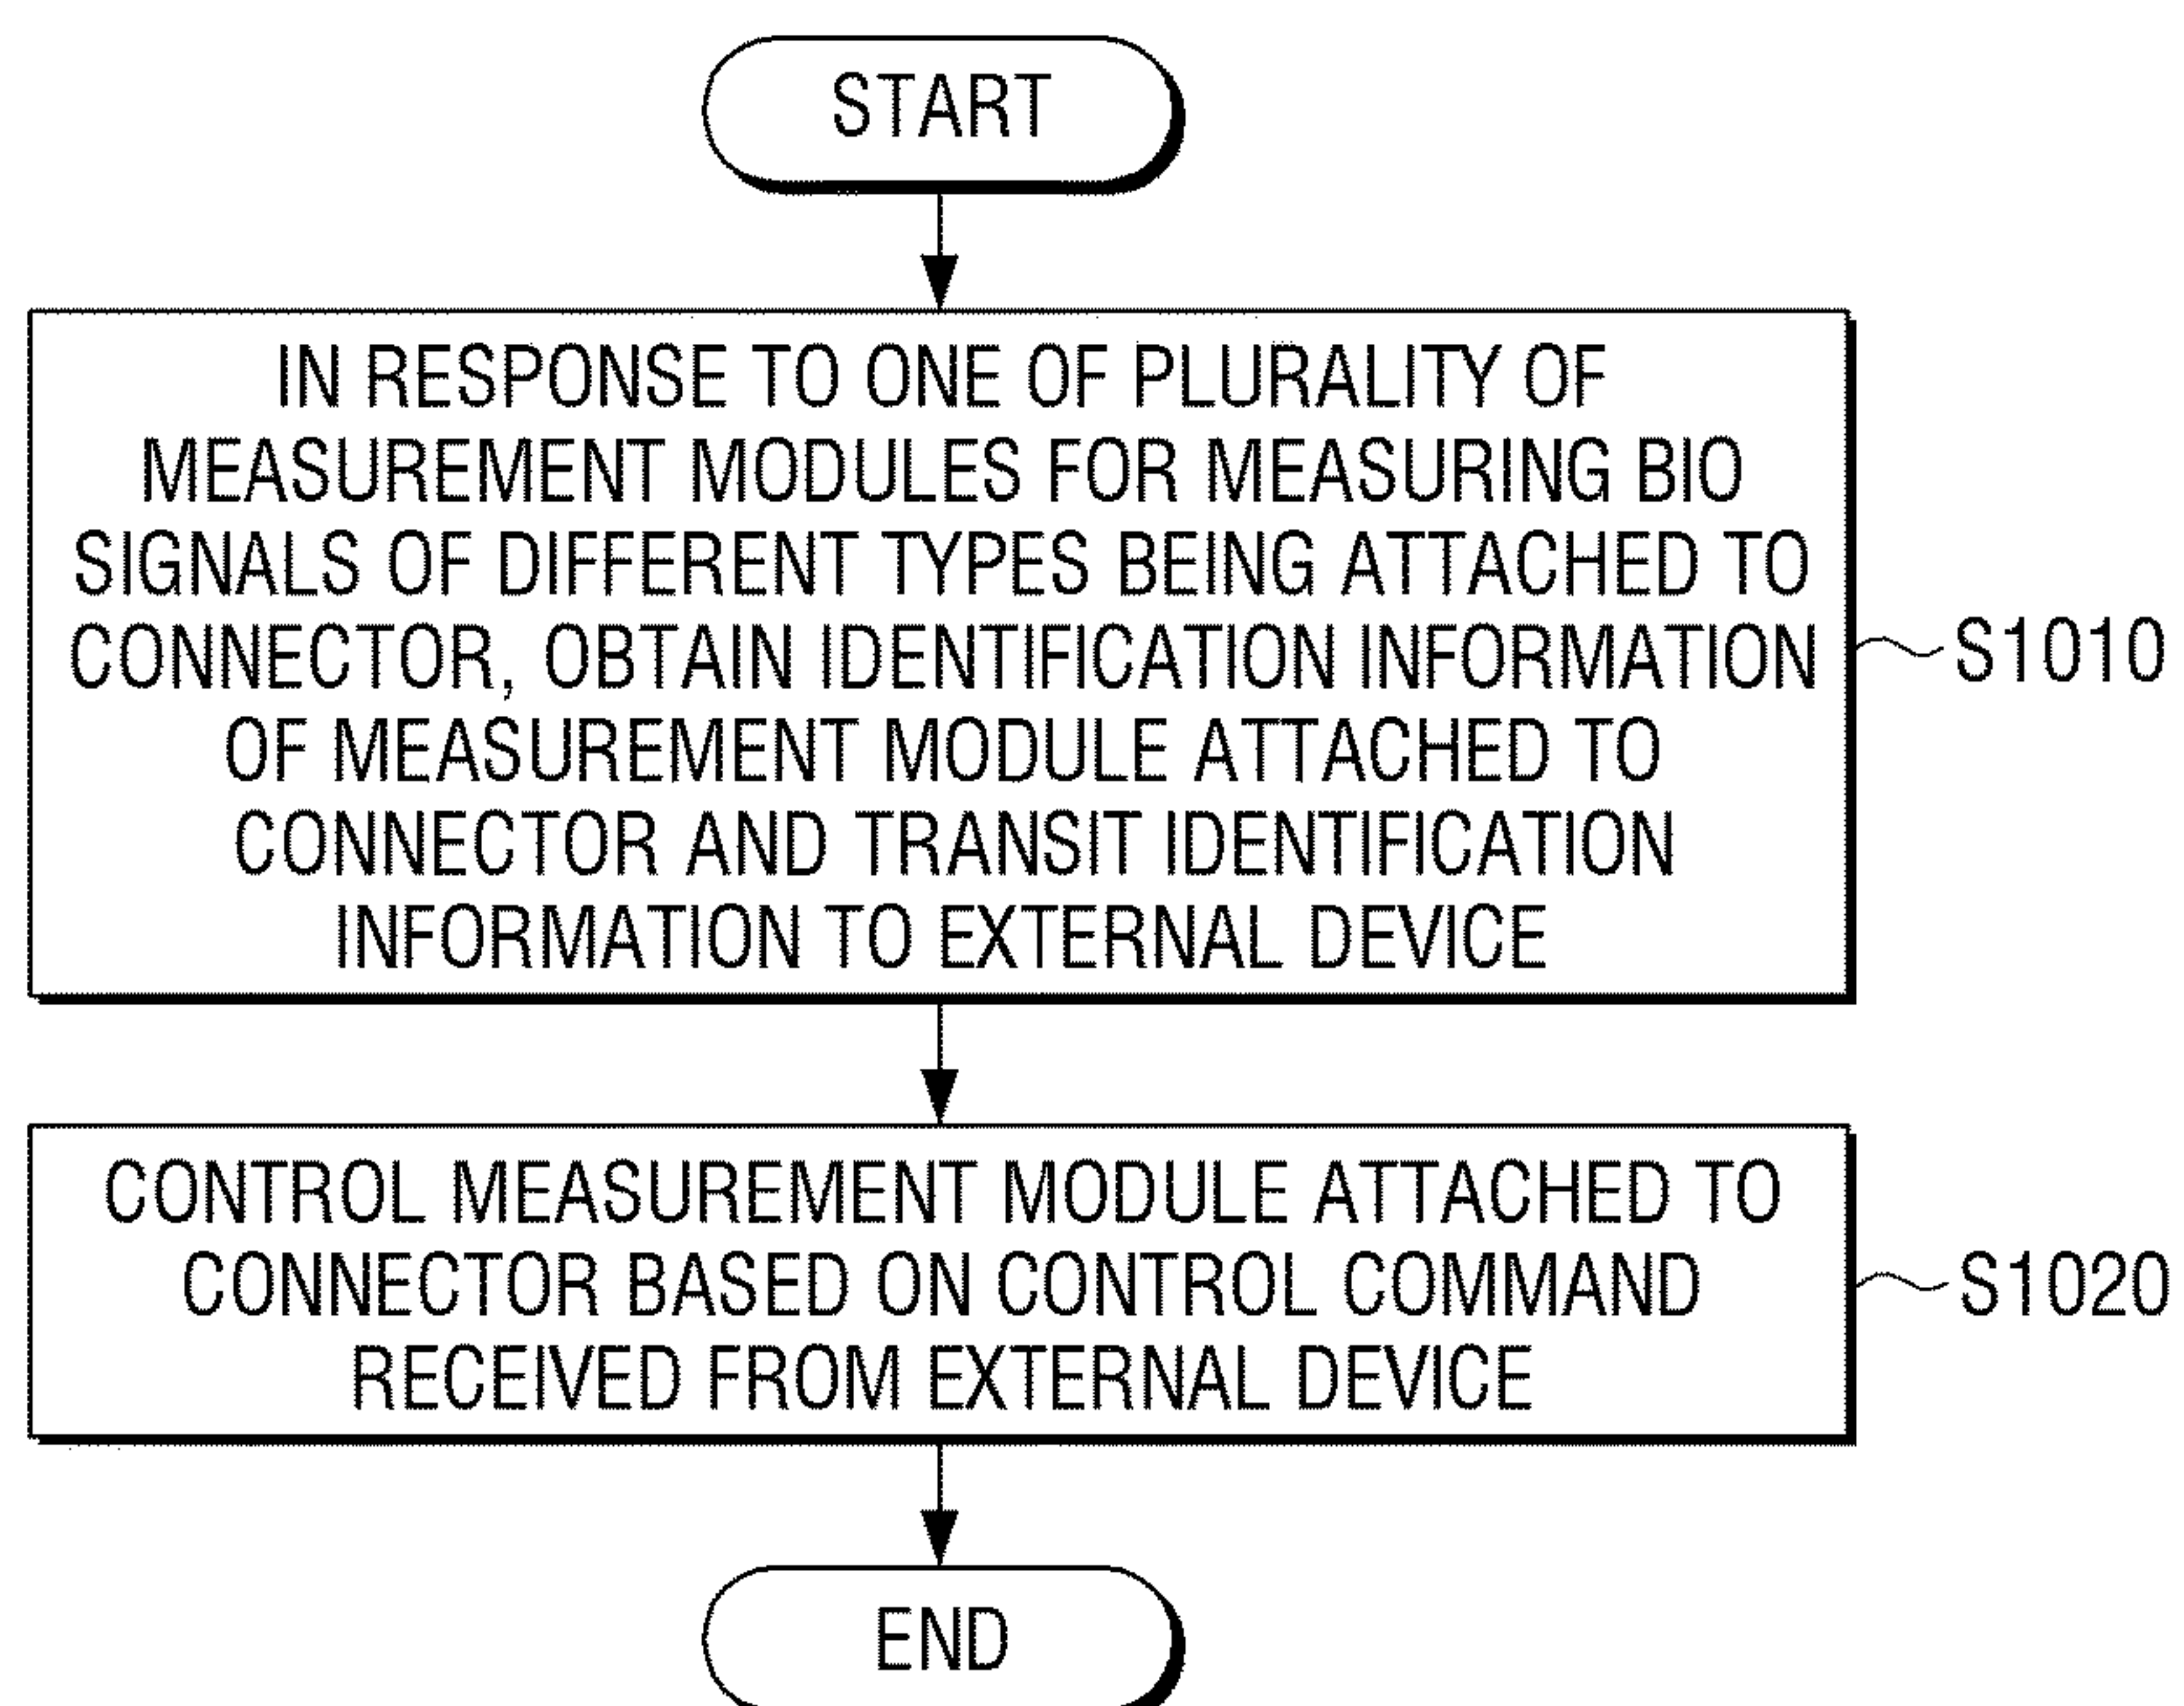 START
IN RESPONSE TO ONE OF PLURALITY OF
MEASUREMENT MODULES FOR MEASURING BIO
SIGNALS OF DIFFERENT TYPES BEING ATTACHED TO
CONNECTOR, OBTAIN IDENTIFICATION INFORMATION
OF MEASUREMENT MODULE ATTACHED TO
CONNECTOR AND TRANSIT IDENTIFICATION
INFORMATION TO EXTERNAL DEVICE
S1010
CONTROL MEASUREMENT MODULE ATTACHED TO
CONNECTOR BASED ON CONTROL COMMAND
RECEIVED FROM EXTERNAL DEVICE
S1020
END